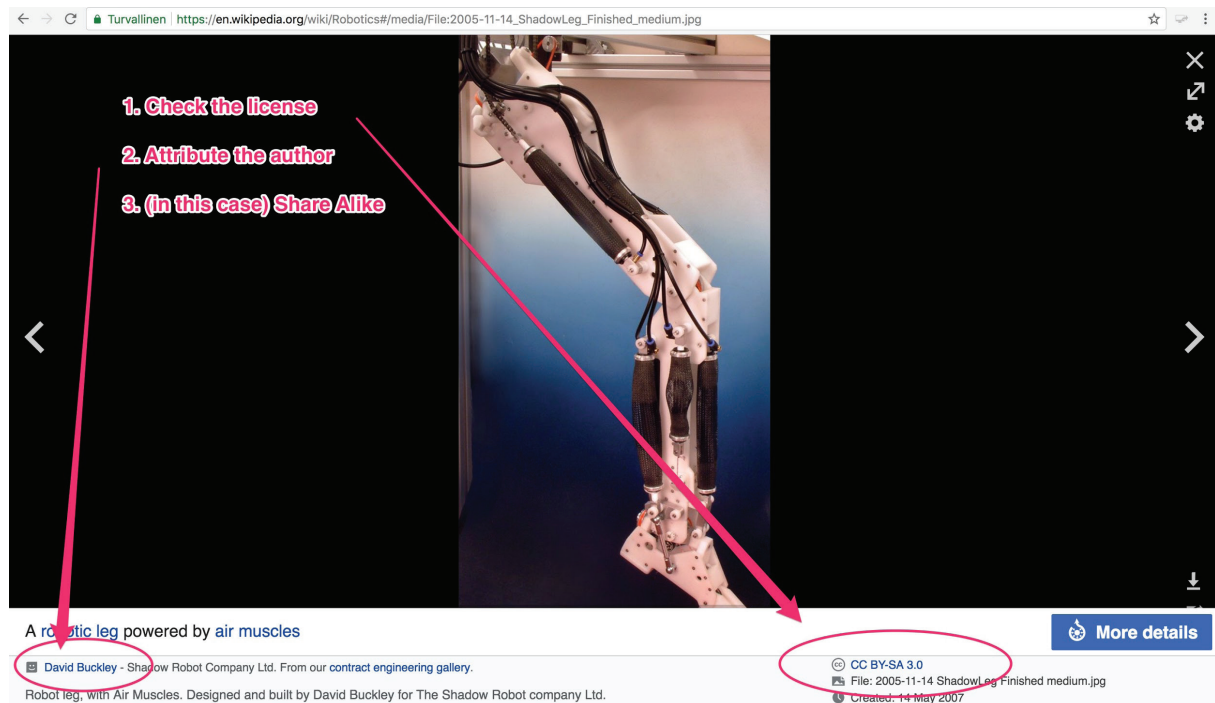 Turvallinen https://en.wikipedia.org/wiki/Robotics#/media/File:2005-11-14_ShadowLeg_Finished_medium.jpg
1. Check the license
2. Attribute the author
3. (in this case) Share Alike
A robotic leg powered by air muscles
More details
David Buckley - Shadow Robot Company Ltd. From our contract engineering gallery.
cc CC BY-SA 3.0
File: 2005-11-14 ShadowLeg Finished medium.jpg
Robot leg, with Air Muscles. Designed and built by David Buckley for The Shadow Robot company Ltd.
Created: 14 May 2007